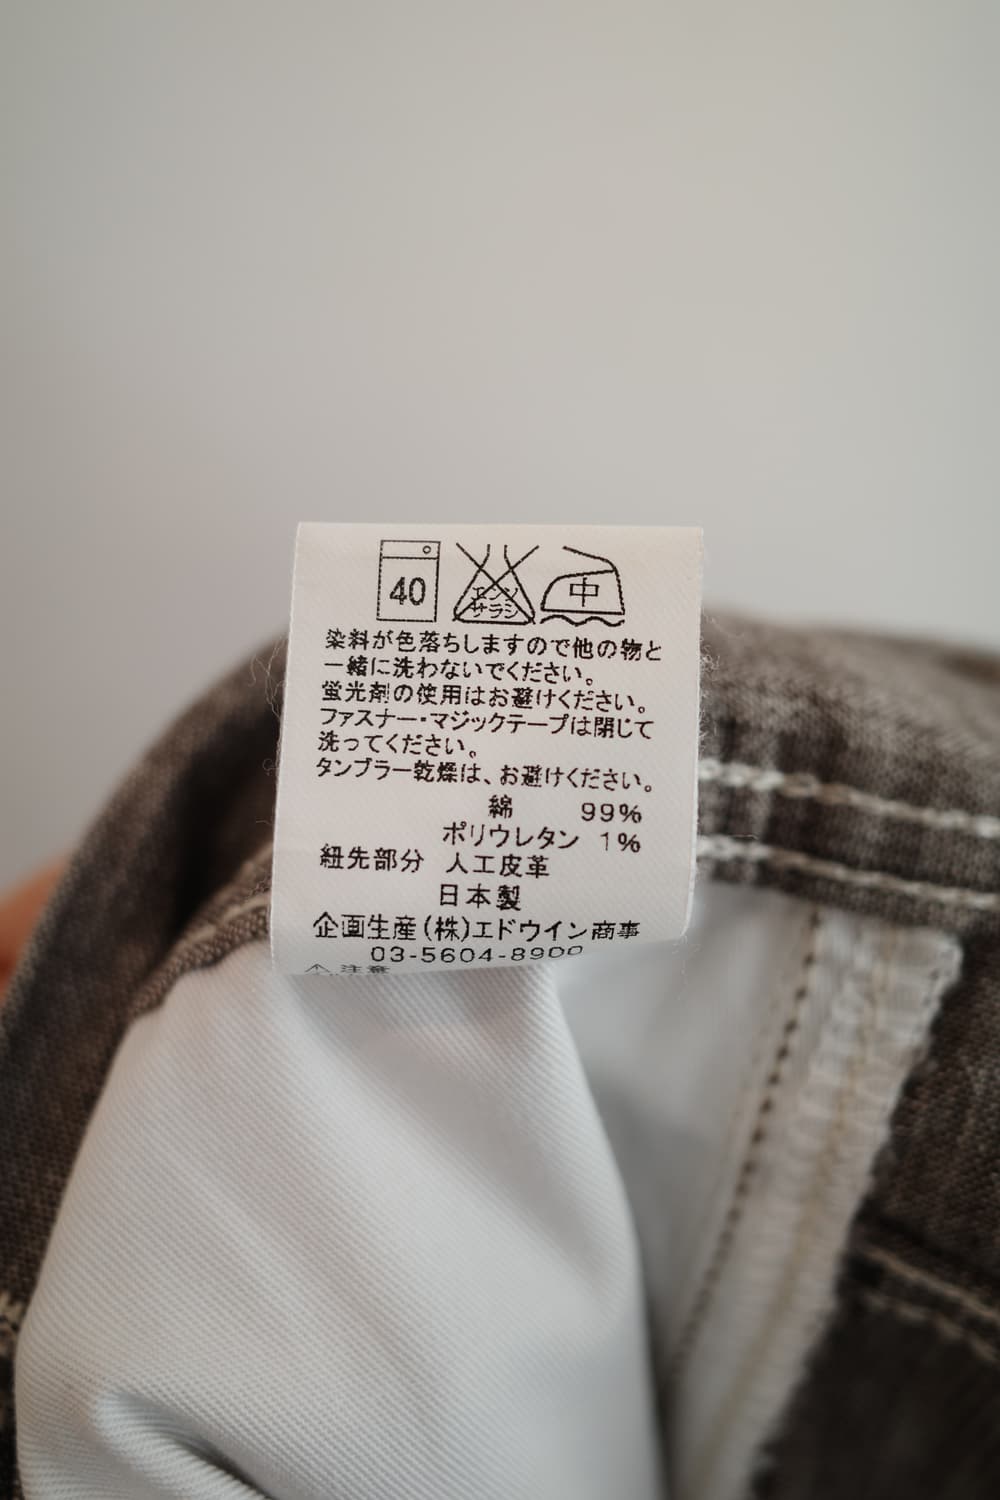 40
エンソ
サラシ
中
染料が色落ちしますので他の物と
一緒に洗わないでください。
蛍光剤の使用はお避けください。
ファスナー・マジックテープは閉じて
洗ってください。
タンブラー乾燥は、お避けください。
綿 99%
ポリウレタン 1%
紐先部分 人工皮革
日本製
企画生産(株)エドウイン商事
03-5604-8900
注意